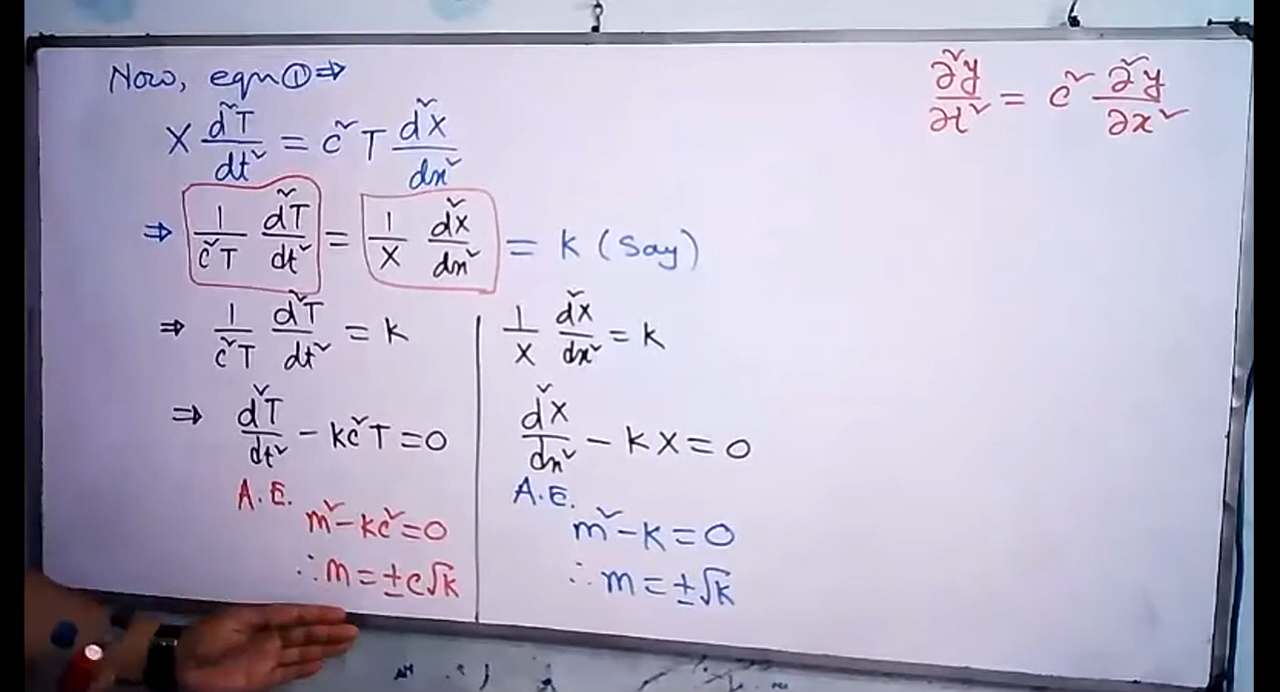 Now, eqn ① ⇒
∂²y/∂t² = c² ∂²y/∂x²
X d²T/dt² = c² T d²X/dx²
⇒ 1/c²T d²T/dt² = 1/X d²X/dx² = k (Say)
⇒ 1/c²T d²T/dt² = k
1/X d²X/dx² = k
⇒ d²T/dt² - kc²T = 0
d²X/dx² - kX = 0
A.E.
A.E.
m² - kc² = 0
m² - k = 0
∴ m = ±c√k
∴ m = ±√k